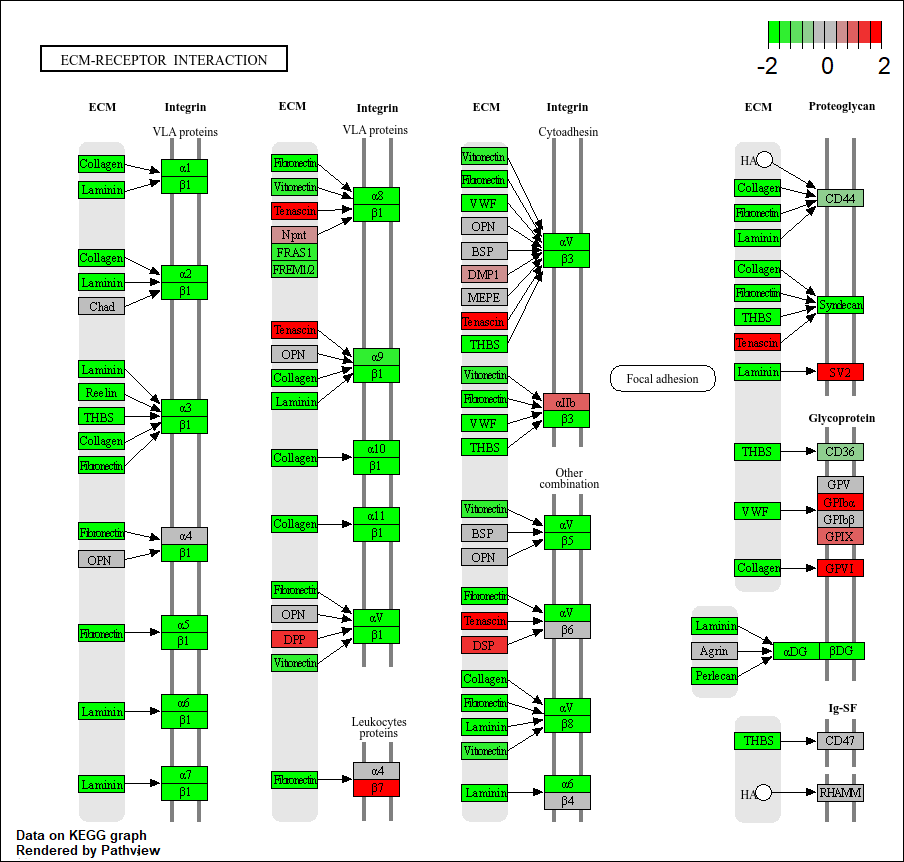 ECM-RECEPTOR INTERACTION
-2 0 2
ECM
Integrin
VLA proteins
Collagen
Laminin
α1
β1
Collagen
Laminin
Chad
α2
β1
Laminin
Reelin
THBS
Collagen
Fibronectin
α3
β1
Fibronectin
OPN
α4
β1
Fibronectin
α5
β1
Laminin
α6
β1
Laminin
α7
β1
ECM
Integrin
VLA proteins
Fibronectin
Vitronectin
Tenascin
Npnt
FRAS1
FREM1/2
α8
β1
Tenascin
OPN
Collagen
Laminin
α9
β1
Collagen
α10
β1
Collagen
α11
β1
Fibronectin
OPN
DPP
Vitronectin
αV
β1
Leukocytes
proteins
Fibronectin
α4
β7
ECM
Integrin
Cytoadhesin
Vitronectin
Fibronectin
VWF
OPN
BSP
DMP1
MEPE
Tenascin
THBS
αV
β3
Vitronectin
Fibronectin
VWF
THBS
αIIb
β3
Other
combination
Vitronectin
BSP
OPN
αV
β5
Fibronectin
Tenascin
DSP
αV
β6
Collagen
Fibronectin
Laminin
Vitronectin
αV
β8
Laminin
α6
β4
Focal adhesion
ECM
Proteoglycan
HA
Collagen
Fibronectin
Laminin
CD44
Collagen
Fibronectin
THBS
Tenascin
Syndecan
Laminin
SV2
Glycoprotein
THBS
CD36
VWF
GPV
GPIbα
GPIbβ
GPIX
Collagen
GPVI
Laminin
Agrin
Perlecan
αDG
βDG
Ig-SF
THBS
CD47
HA
RHAMM
Data on KEGG graph
Rendered by Pathview